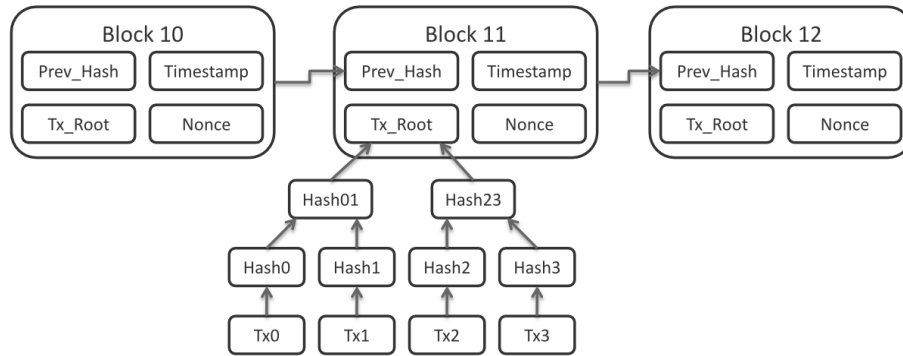 Block 10
Prev_Hash
Timestamp
Tx_Root
Nonce
Block 11
Prev_Hash
Timestamp
Tx_Root
Nonce
Block 12
Prev_Hash
Timestamp
Tx_Root
Nonce
Hash01
Hash23
Hash0
Hash1
Hash2
Hash3
Tx0
Tx1
Tx2
Tx3